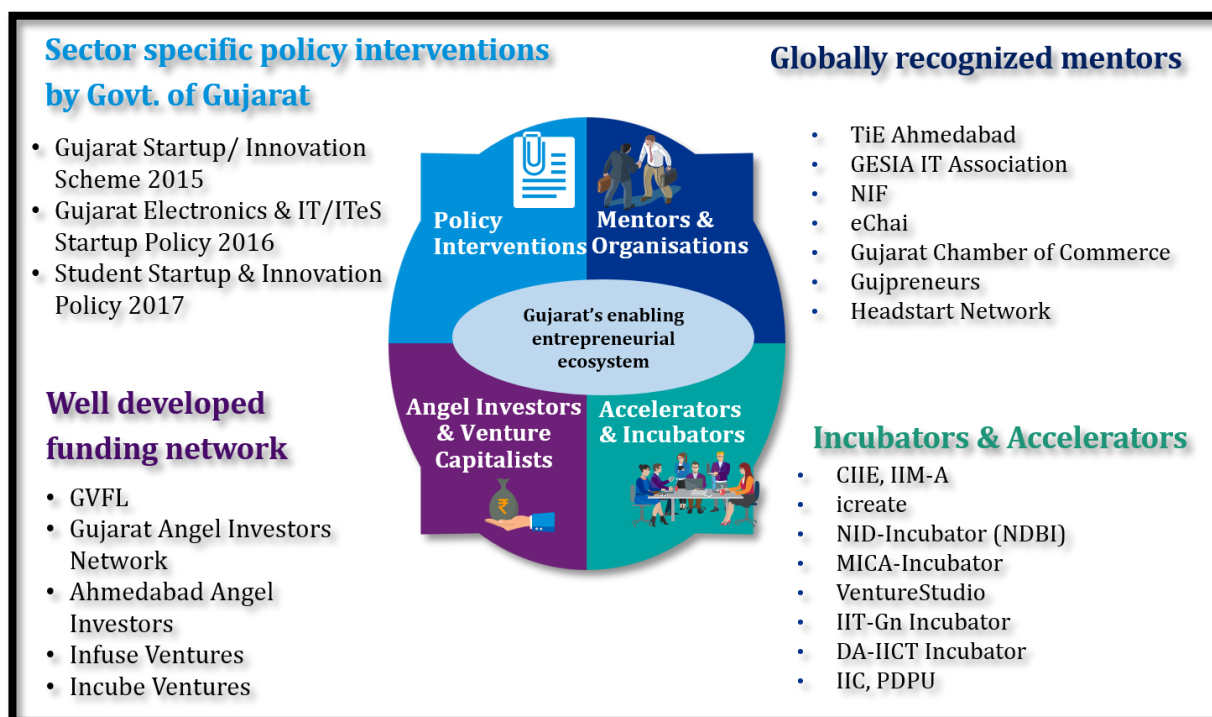 Sector specific policy interventions
by Govt. of Gujarat
• Gujarat Startup/ Innovation
Scheme 2015
• Gujarat Electronics & IT/ITeS
Startup Policy 2016
• Student Startup & Innovation
Policy 2017
Globally recognized mentors
• TiE Ahmedabad
• GESIA IT Association
• NIF
• eChai
• Gujarat Chamber of Commerce
• Gujpreneurs
• Headstart Network
Policy
Interventions
Mentors &
Organisations
Gujarat's enabling
entrepreneurial
ecosystem
Angel Investors
& Venture
Capitalists
₹
Accelerators
& Incubators
Well developed
funding network
• GVFL
• Gujarat Angel Investors
Network
• Ahmedabad Angel
Investors
• Infuse Ventures
• Incube Ventures
Incubators & Accelerators
• CIIE, IIM-A
• icreate
• NID-Incubator (NDBI)
• MICA-Incubator
• VentureStudio
• IIT-Gn Incubator
• DA-IICT Incubator
• IIC, PDPU